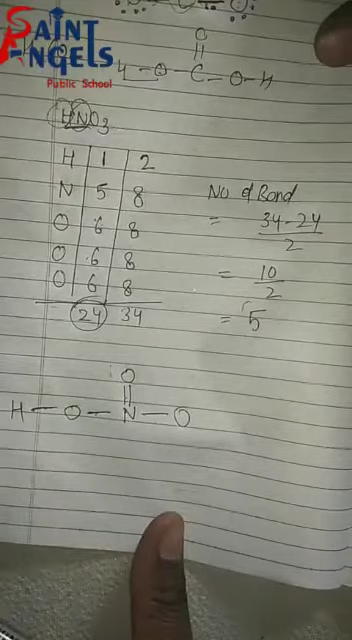 SAINT
ANGELS
Public School
O
||
H - O - C - O - H
HNO3
H 1 2
N 5 8
O 6 8
O 6 8
O 6 8
24 34
No of Bond
= 34-24
2
= 10
2
= 5
O
||
H - O - N - O